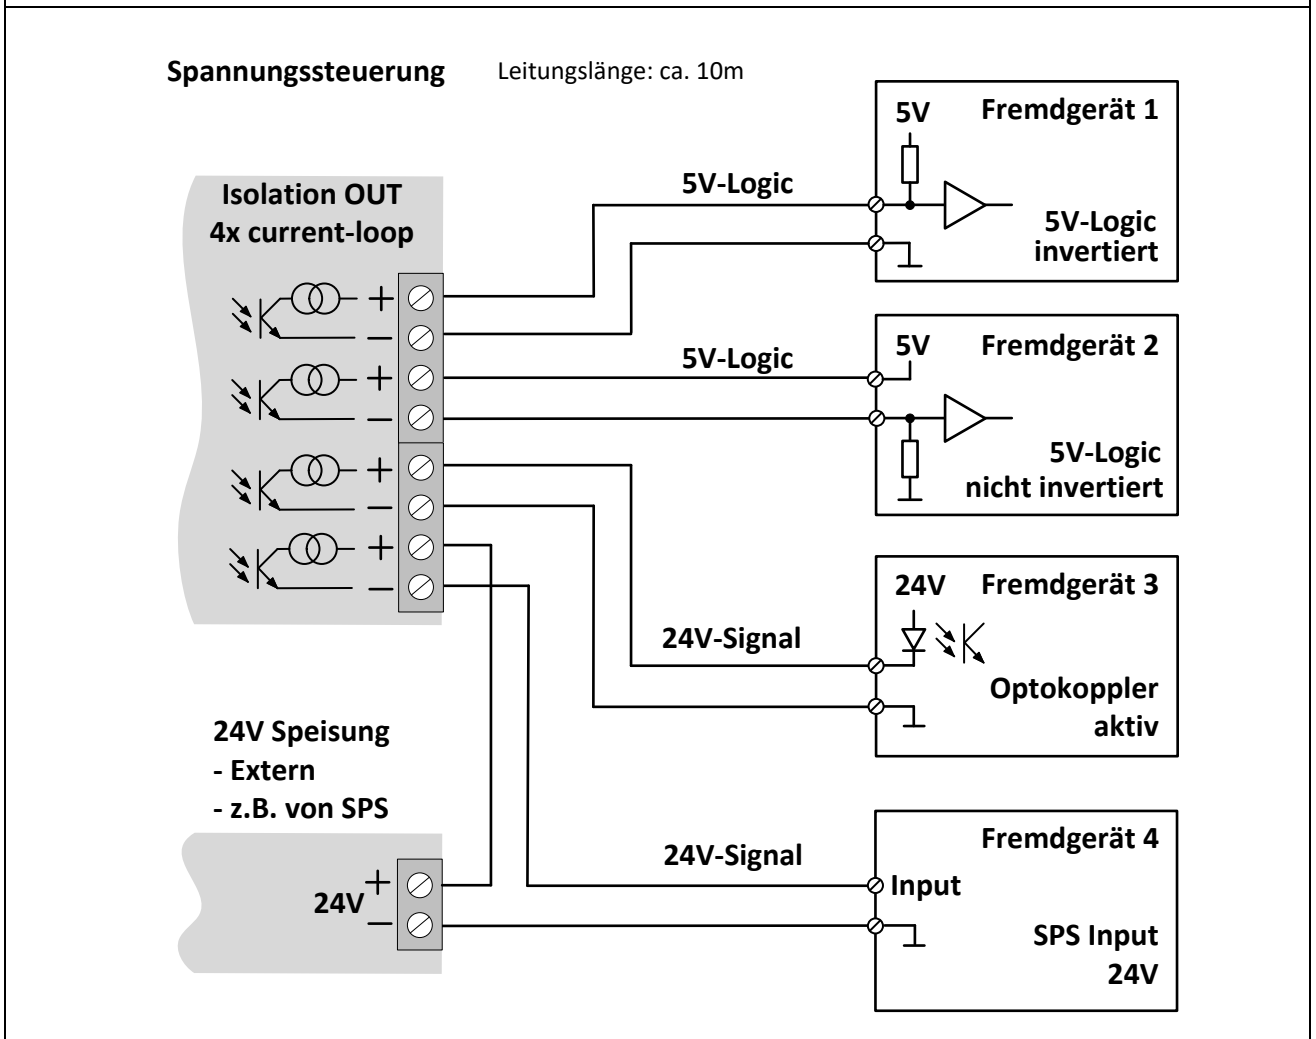 Spannungssteuerung Leitungslänge: ca. 10m
Isolation OUT
4x current-loop
+
−
+
−
+
−
+
−
5V-Logic
5V Fremdgerät 1
5V-Logic
invertiert
5V-Logic
5V Fremdgerät 2
5V-Logic
nicht invertiert
24V-Signal
24V Fremdgerät 3
Optokoppler
aktiv
24V Speisung
- Extern
- z.B. von SPS
24V
+
−
24V-Signal
Fremdgerät 4
Input
SPS Input
24V